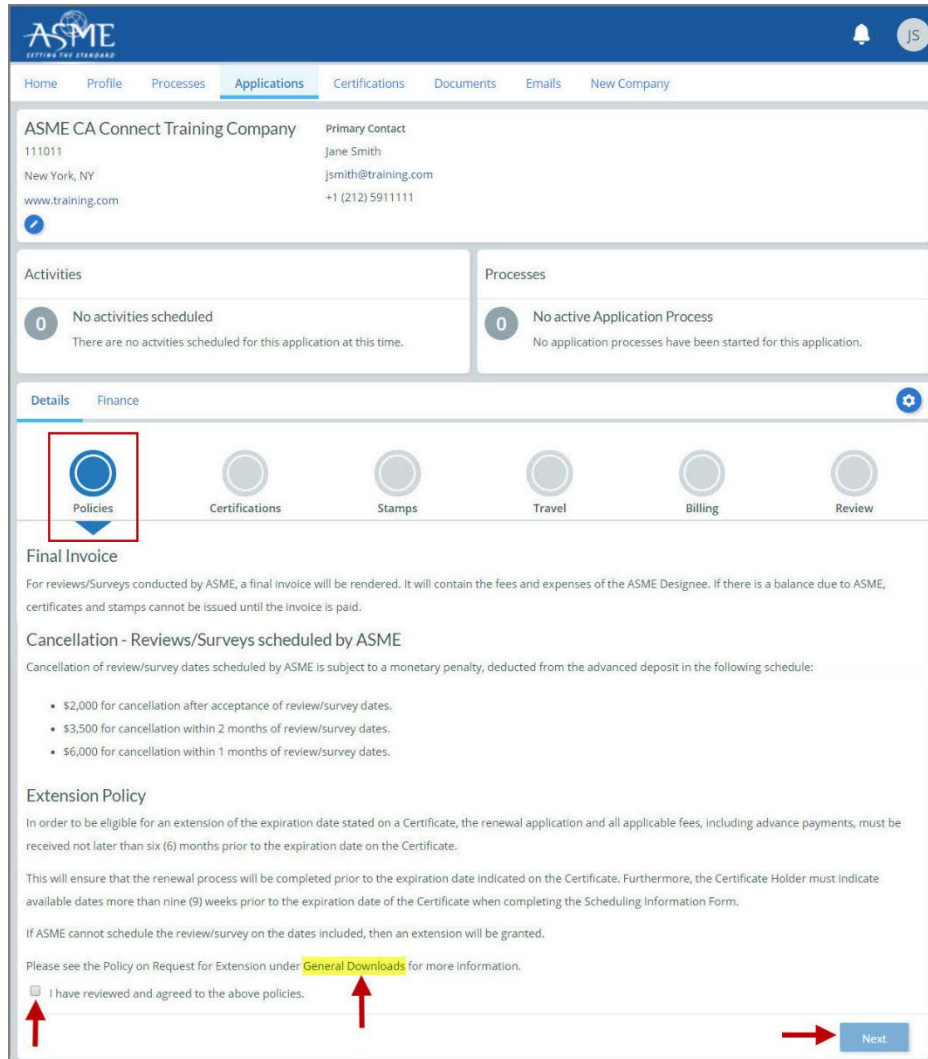 ASME
SETTING THE STANDARD
JS
Home Profile Processes Applications Certifications Documents Emails New Company
ASME CA Connect Training Company
111011
New York, NY
www.training.com
Primary Contact
Jane Smith
jsmith@training.com
+1 (212) 5911111
Activities
0
No activities scheduled
There are no actvities scheduled for this application at this time.
Processes
0
No active Application Process
No application processes have been started for this application.
Details Finance
Policies Certifications Stamps Travel Billing Review
Final Invoice
For reviews/Surveys conducted by ASME, a final invoice will be rendered. It will contain the fees and expenses of the ASME Designee. If there is a balance due to ASME,
certificates and stamps cannot be issued until the invoice is paid.
Cancellation - Reviews/Surveys scheduled by ASME
Cancellation of review/survey dates scheduled by ASME is subject to a monetary penalty, deducted from the advanced deposit in the following schedule:
• $2,000 for cancellation after acceptance of review/survey dates.
• $3,500 for cancellation within 2 months of review/survey dates.
• $6,000 for cancellation within 1 months of review/survey dates.
Extension Policy
In order to be eligible for an extension of the expiration date stated on a Certificate, the renewal application and all applicable fees, including advance payments, must be
received not later than six (6) months prior to the expiration date on the Certificate.
This will ensure that the renewal process will be completed prior to the expiration date indicated on the Certificate. Furthermore, the Certificate Holder must indicate
available dates more than nine (9) weeks prior to the expiration date of the Certificate when completing the Scheduling Information Form.
If ASME cannot schedule the review/survey on the dates included, then an extension will be granted.
Please see the Policy on Request for Extension under General Downloads for more information.
I have reviewed and agreed to the above policies.
Next